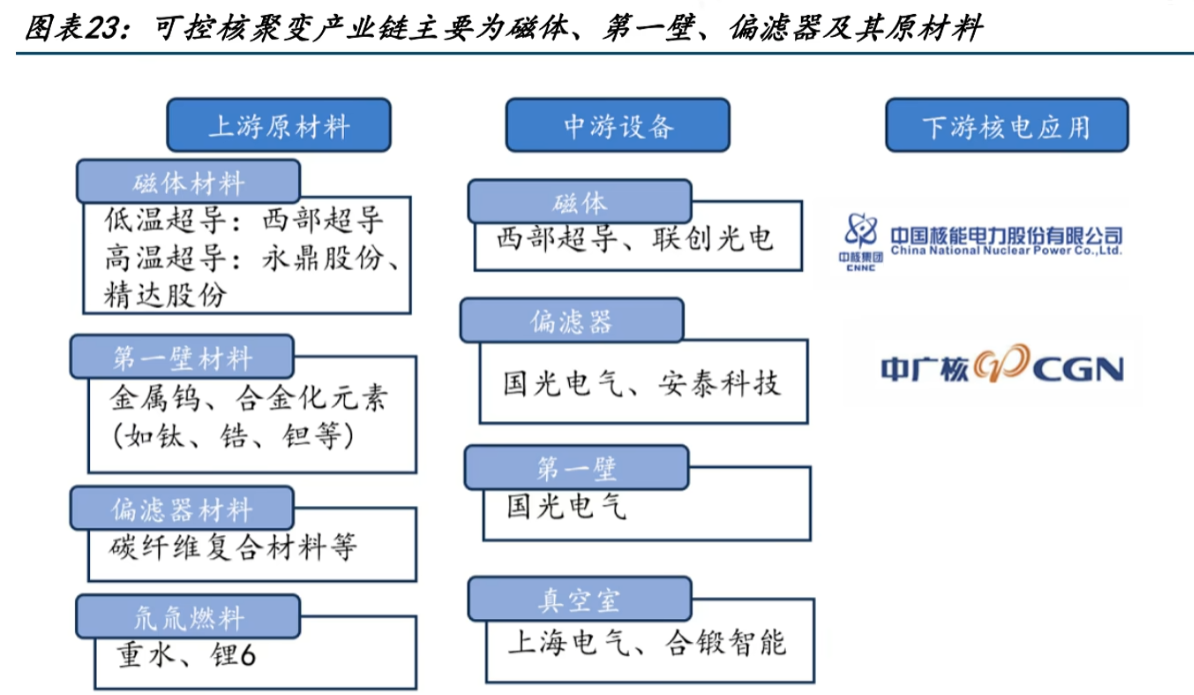 图表23：可控核聚变产业链主要为磁体、第一壁、偏滤器及其原材料
上游原材料
磁体材料
低温超导：西部超导
高温超导：永鼎股份、
精达股份
第一壁材料
金属钨、合金化元素
(如钛、锆、钽等)
偏滤器材料
碳纤维复合材料等
氘氚燃料
重水、锂6
中游设备
磁体
西部超导、联创光电
偏滤器
国光电气、安泰科技
第一壁
国光电气
真空室
上海电气、合锻智能
下游核电应用
中核集团
CNNC
中国核能电力股份有限公司
China National Nuclear Power Co.,Ltd.
中广核 CGN